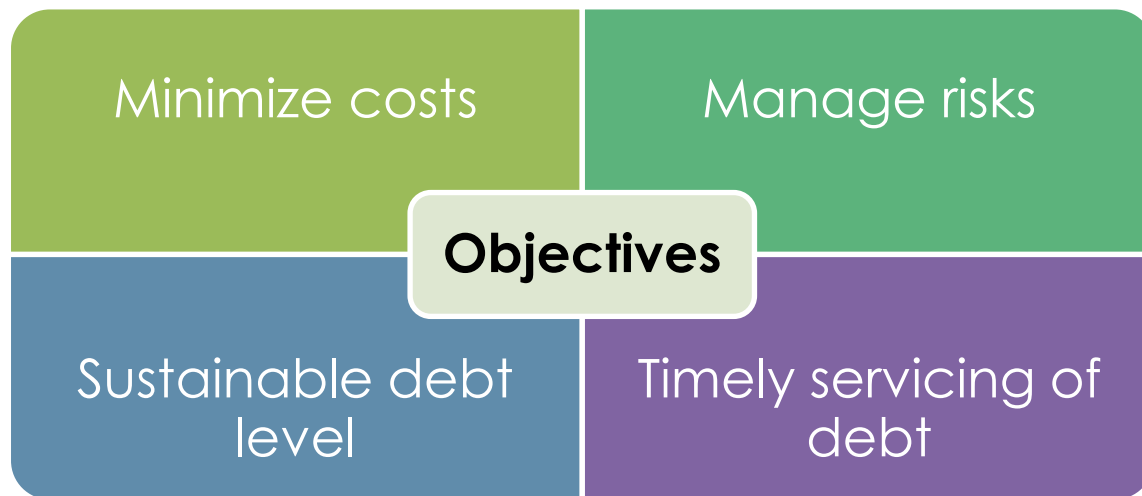 Minimize costs
Manage risks
Objectives
Sustainable debt
level
Timely servicing of
debt